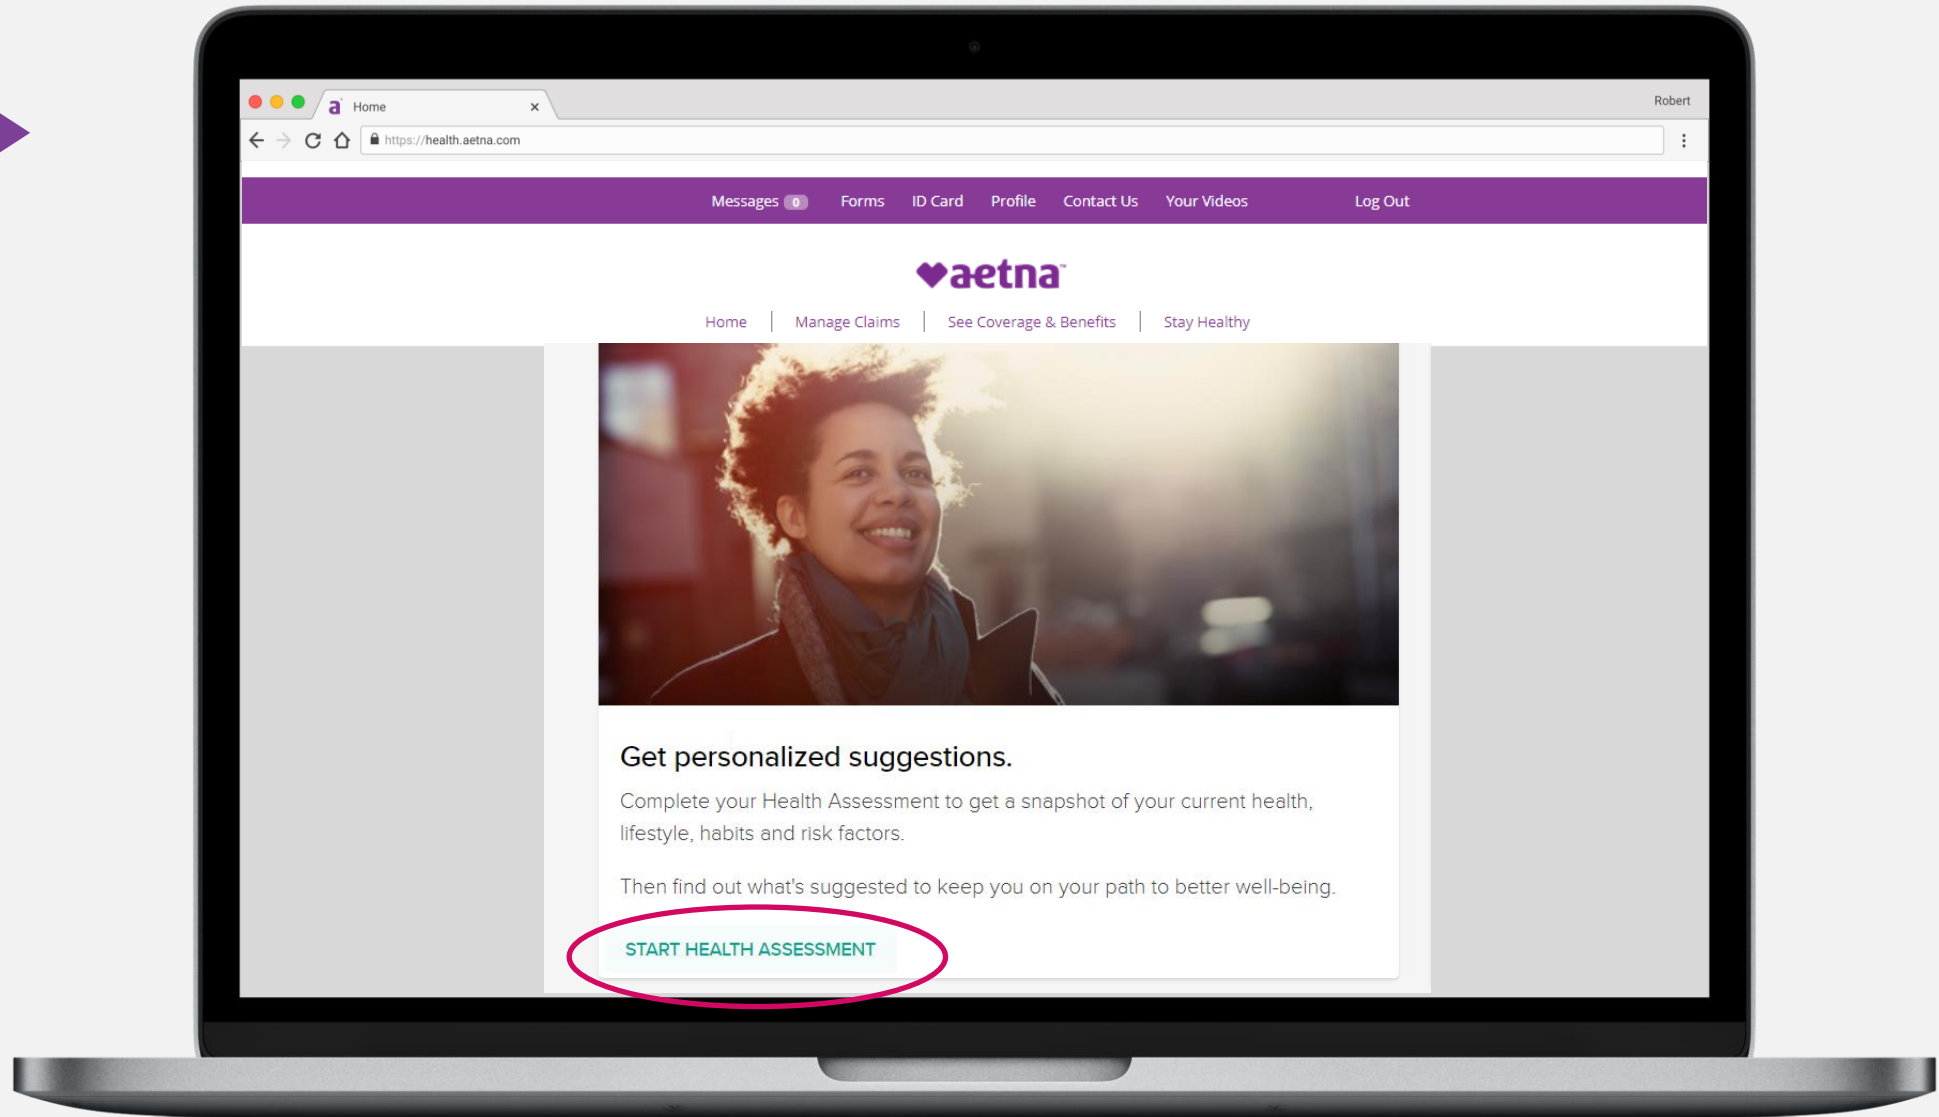 a Home
Robert
https://health.aetna.com
Messages 0 Forms ID Card Profile Contact Us Your Videos Log Out
aetna™
Home | Manage Claims | See Coverage & Benefits | Stay Healthy
Get personalized suggestions.
Complete your Health Assessment to get a snapshot of your current health,
lifestyle, habits and risk factors.
Then find out what's suggested to keep you on your path to better well-being.
START HEALTH ASSESSMENT